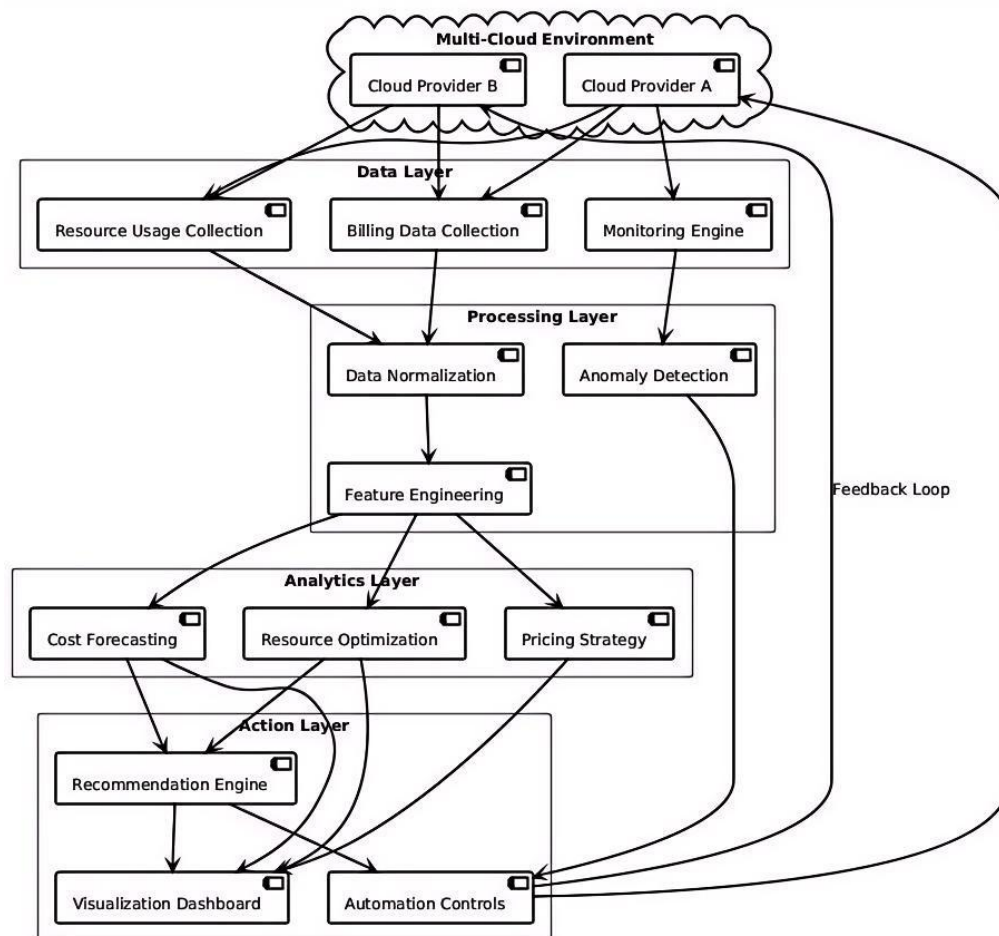 Multi-Cloud Environment
Cloud Provider B
Cloud Provider A
Data Layer
Resource Usage Collection
Billing Data Collection
Monitoring Engine
Processing Layer
Data Normalization
Anomaly Detection
Feature Engineering
Feedback Loop
Analytics Layer
Cost Forecasting
Resource Optimization
Pricing Strategy
Action Layer
Recommendation Engine
Visualization Dashboard
Automation Controls